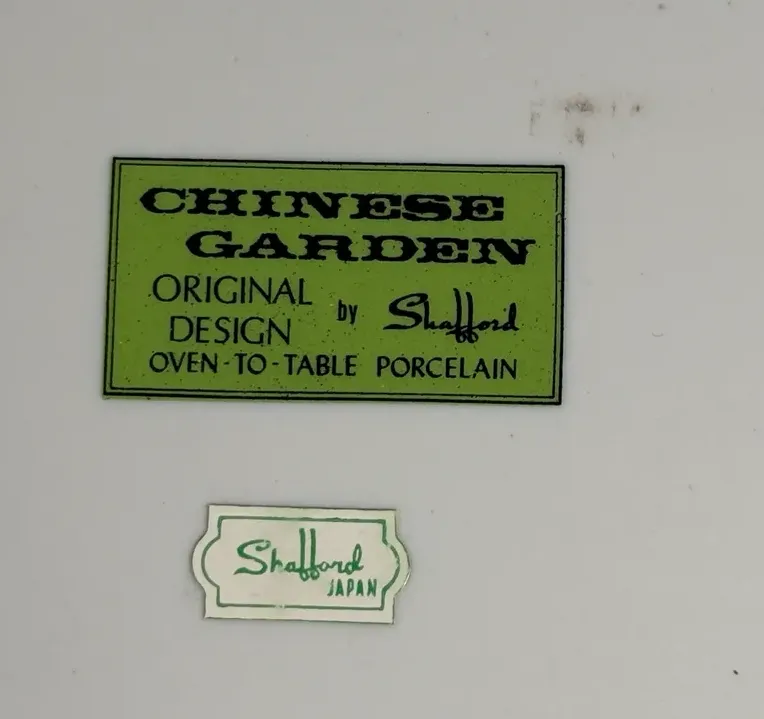 CHINESE
GARDEN
ORIGINAL
DESIGN
by Shafford
OVEN-TO-TABLE PORCELAIN
Shafford
JAPAN